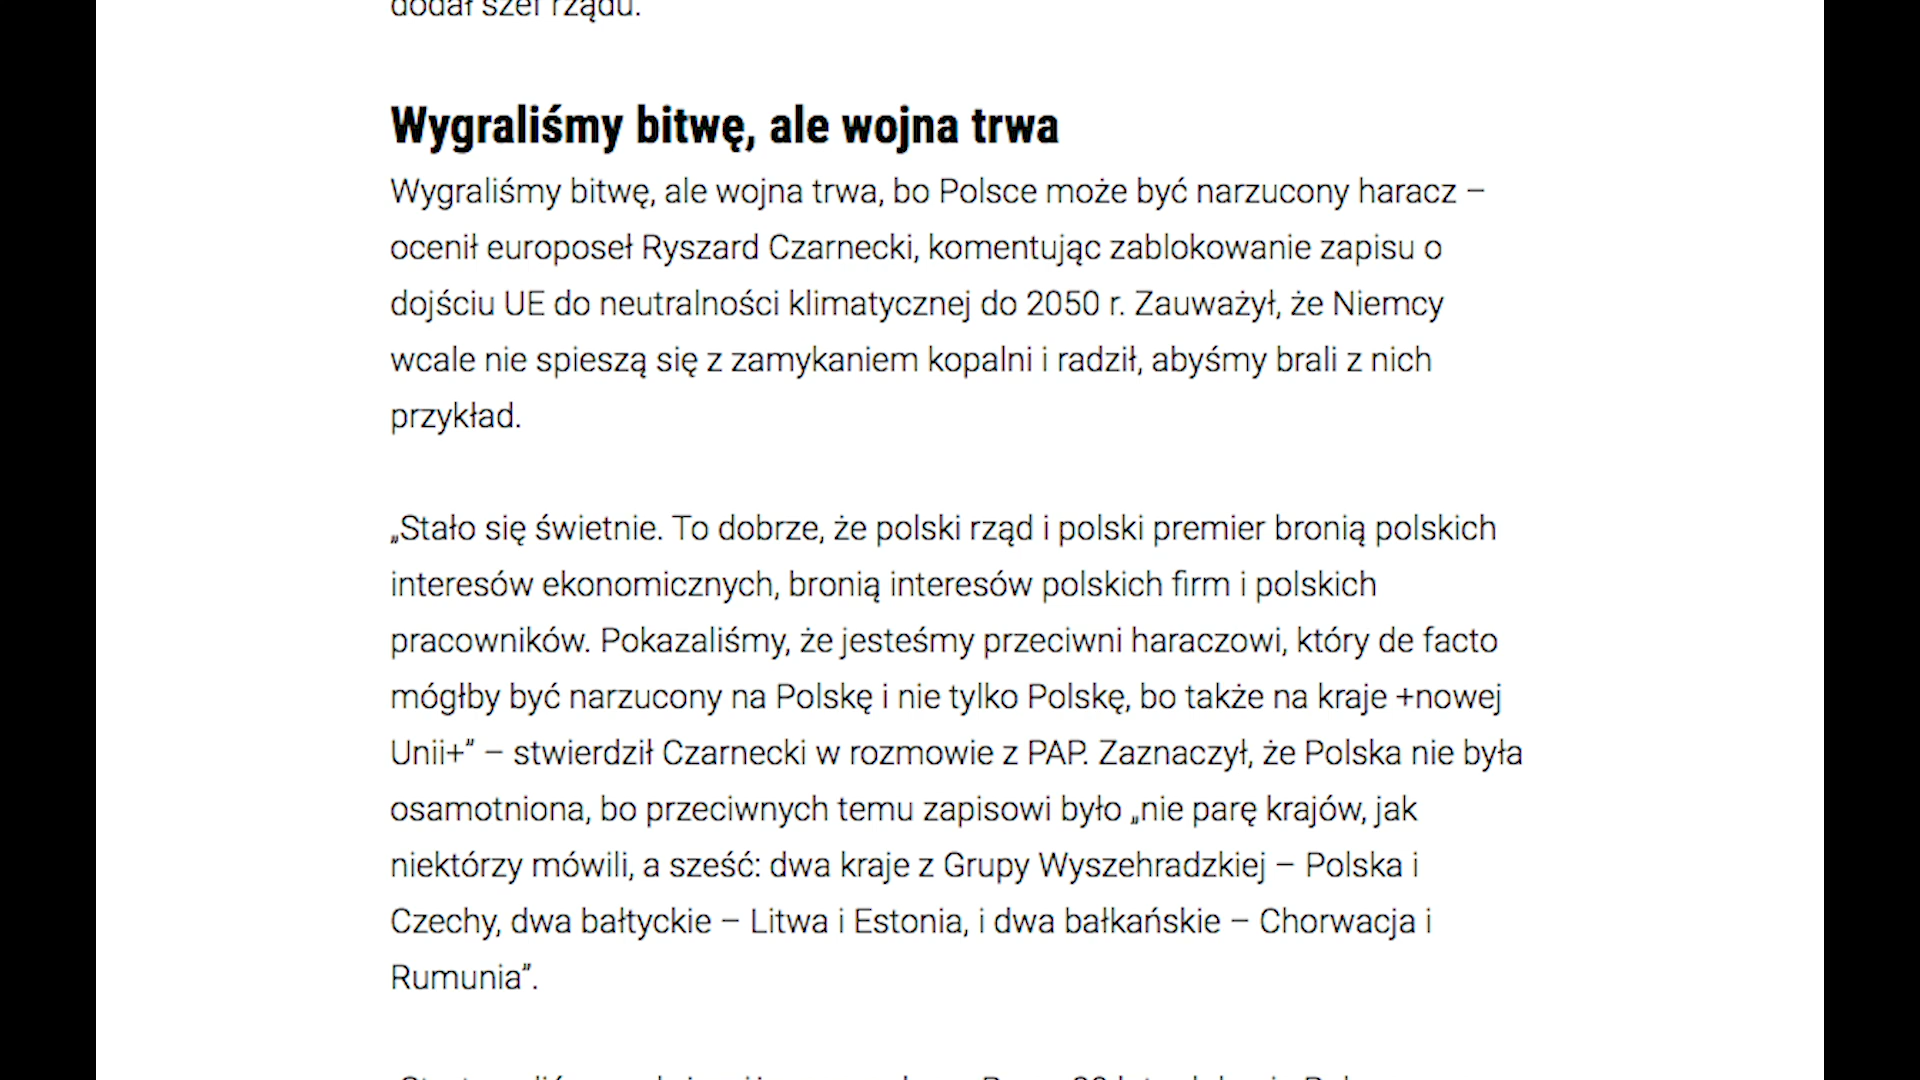 dodał szef rządu.
Wygraliśmy bitwę, ale wojna trwa
Wygraliśmy bitwę, ale wojna trwa, bo Polsce może być narzucony haracz –
ocenił europoseł Ryszard Czarnecki, komentując zablokowanie zapisu o
dojściu UE do neutralności klimatycznej do 2050 r. Zauważył, że Niemcy
wcale nie spieszą się z zamykaniem kopalni i radził, abyśmy brali z nich
przykład.
„Stało się świetnie. To dobrze, że polski rząd i polski premier bronią polskich
interesów ekonomicznych, bronią interesów polskich firm i polskich
pracowników. Pokazaliśmy, że jesteśmy przeciwni haraczowi, który de facto
mógłby być narzucony na Polskę i nie tylko Polskę, bo także na kraje +nowej
Unii+” – stwierdził Czarnecki w rozmowie z PAP. Zaznaczył, że Polska nie była
osamotniona, bo przeciwnych temu zapisowi było „nie parę krajów, jak
niektórzy mówili, a sześć: dwa kraje z Grupy Wyszehradzkiej – Polska i
Czechy, dwa bałtyckie – Litwa i Estonia, i dwa bałkańskie – Chorwacja i
Rumunia”.